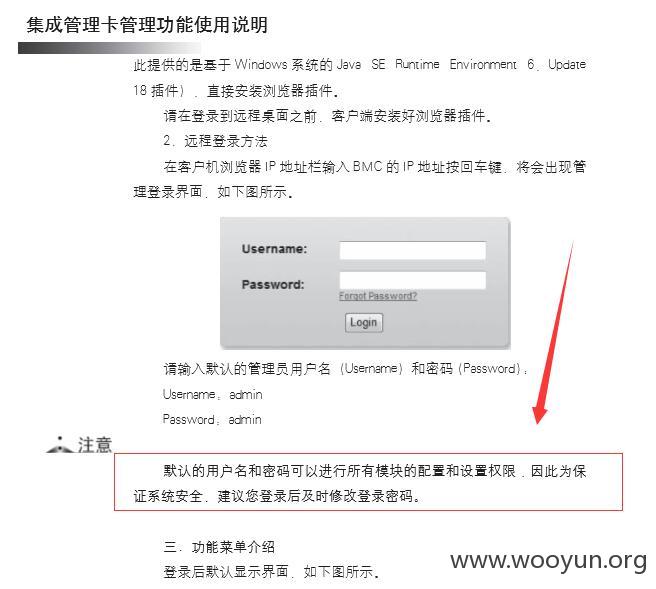 集成管理卡管理功能使用说明
此提供的是基于 Windows 系统的 Java SE Runtime Environment 6、Update
18 插件）、直接安装浏览器插件。
请在登录到远程桌面之前、客户端安装好浏览器插件。
2、远程登录方法
在客户机浏览器 IP 地址栏输入 BMC 的 IP 地址按回车键、将会出现管
理登录界面、如下图所示。
Username:
Password:
Forgot Password?
Login
请输入默认的管理员用户名（Username）和密码（Password）：
Username：admin
Password：admin
注意
默认的用户名和密码可以进行所有模块的配置和设置权限、因此为保
证系统安全、建议您登录后及时修改登录密码。
三、功能菜单介绍
登录后默认显示界面、如下图所示。
www.wooyun.org